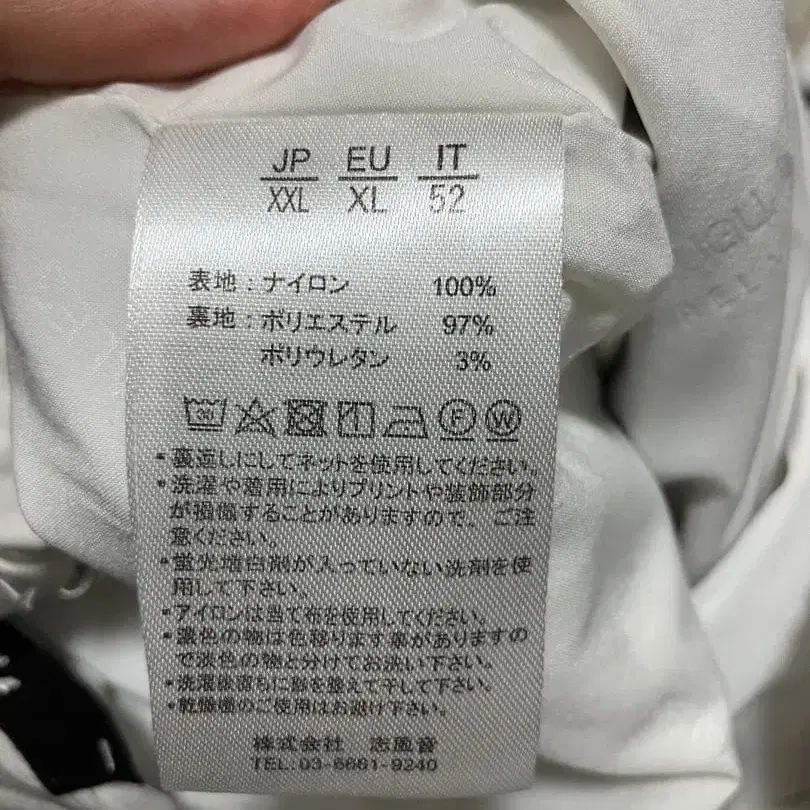 JP EU IT
XXL XL 52
表地：ナイロン 100%
裏地：ポリエステル 97%
ポリウレタン 3%
30 F W
・裏返しにしてネットを使用してください。
・洗濯や着用によりプリントや装飾部分
が損傷することがありますので、ご注
意ください。
・蛍光増白剤が入っていない洗剤を使
用して下さい。
・アイロンは当て布を使用してください。
・濃色の物は色移りします事がありますの
で淡色の物と分けてお洗い下さい。
・洗濯後直ちに形を整えて干して下さい。
・乾燥機のご使用はお避け下さい。
株式会社 志風音
TEL:03-6661-9240